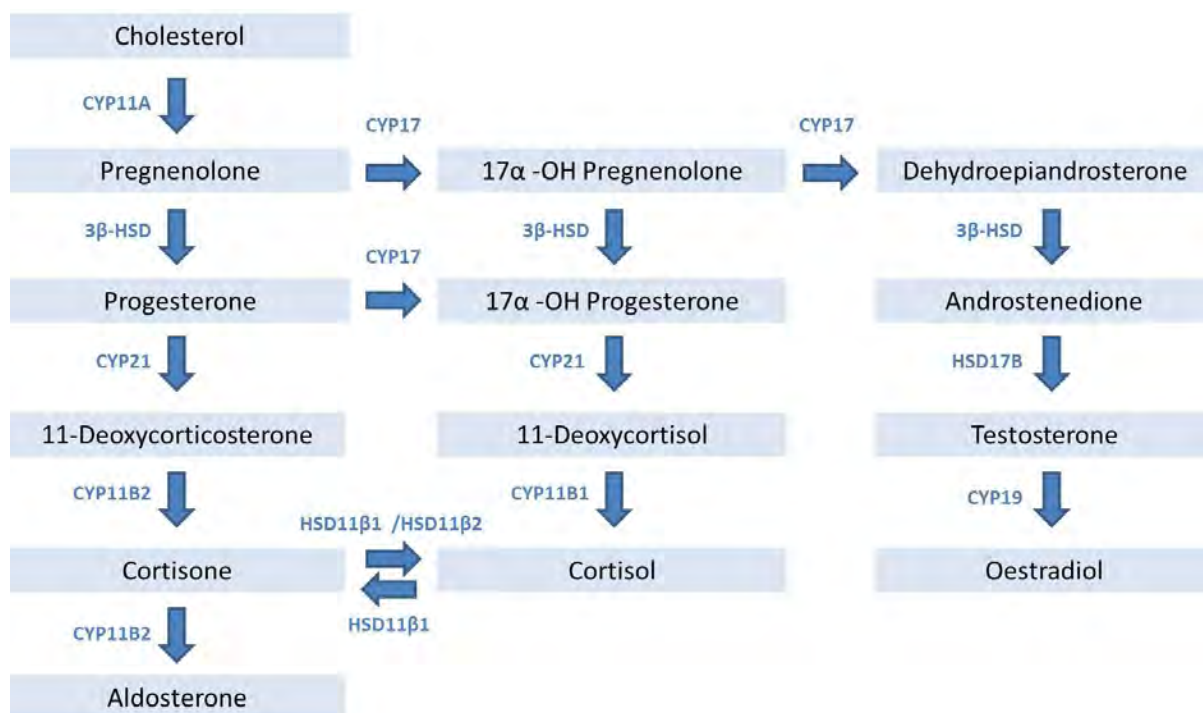 Cholesterol
CYP11A
CYP17
CYP17
Pregnenolone
17α -OH Pregnenolone
Dehydroepiandrosterone
3β-HSD
3β-HSD
3β-HSD
CYP17
Progesterone
17α -OH Progesterone
Androstenedione
CYP21
CYP21
HSD17B
11-Deoxycorticosterone
11-Deoxycortisol
Testosterone
CYP11B2
CYP11B1
CYP19
HSD11β1 /HSD11β2
Cortisone
Cortisol
Oestradiol
CYP11B2
HSD11β1
Aldosterone